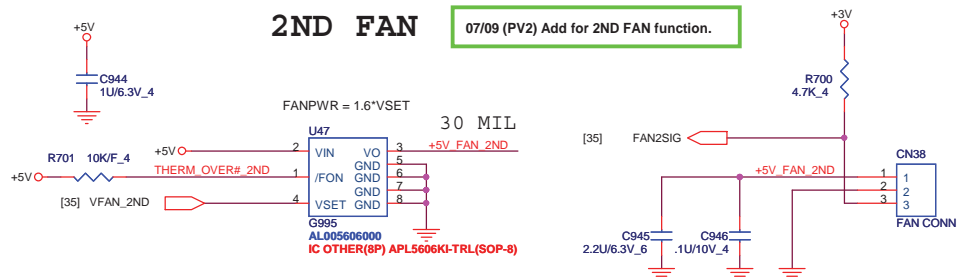 2ND FAN
07/09 (PV2) Add for 2ND FAN function.
+5V
C944
1U/6.3V_4
FANPWR = 1.6*VSET
U47
30 MIL
+5V
2
VIN
VO
3
+5V_FAN_2ND
R701
10K/F_4
+5V
THERM_OVER#_2ND
1
/FON
GND
5
GND
6
GND
7
[35]
VFAN_2ND
4
VSET
GND
8
G995
AL005606000
IC OTHER(8P) APL5606KI-TRL(SOP-8)
+3V
R700
4.7K_4
[35]
FAN2SIG
CN38
+5V_FAN_2ND
1
1
2
2
3
3
FAN CONN
C945
2.2U/6.3V_6
C946
.1U/10V_4